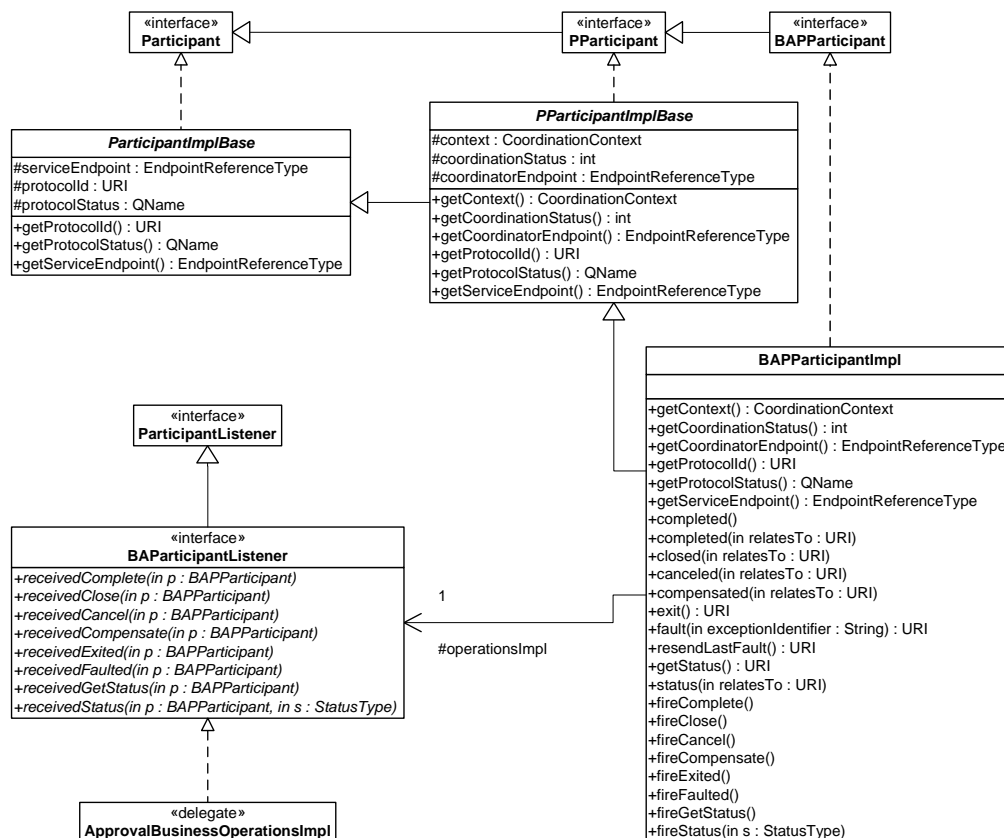 «interface»
Participant
«interface»
PParticipant
«interface»
BAPParticipant
ParticipantImplBase
#serviceEndpoint : EndpointReferenceType
#protocolId : URI
#protocolStatus : QName
+getProtocolId() : URI
+getProtocolStatus() : QName
+getServiceEndpoint() : EndpointReferenceType
PParticipantImplBase
#context : CoordinationContext
#coordinationStatus : int
#coordinatorEndpoint : EndpointReferenceType
+getContext() : CoordinationContext
+getCoordinationStatus() : int
+getCoordinatorEndpoint() : EndpointReferenceType
+getProtocolId() : URI
+getProtocolStatus() : QName
+getServiceEndpoint() : EndpointReferenceType
BAPParticipantImpl
+getContext() : CoordinationContext
+getCoordinationStatus() : int
+getCoordinatorEndpoint() : EndpointReferenceType
+getProtocolId() : URI
+getProtocolStatus() : QName
+getServiceEndpoint() : EndpointReferenceType
+completed()
+completed(in relatesTo : URI)
+closed(in relatesTo : URI)
+canceled(in relatesTo : URI)
+compensated(in relatesTo : URI)
+exit() : URI
+fault(in exceptionIdentifier : String) : URI
+resendLastFault() : URI
+getStatus() : URI
+status(in relatesTo : URI)
+fireComplete()
+fireClose()
+fireCancel()
+fireCompensate()
+fireExited()
+fireFaulted()
+fireGetStatus()
+fireStatus(in s : StatusType)
«interface»
ParticipantListener
«interface»
BAParticipantListener
+receivedComplete(in p : BAPParticipant)
+receivedClose(in p : BAPParticipant)
+receivedCancel(in p : BAPParticipant)
+receivedCompensate(in p : BAPParticipant)
+receivedExited(in p : BAPParticipant)
+receivedFaulted(in p : BAPParticipant)
+receivedGetStatus(in p : BAPParticipant)
+receivedStatus(in p : BAPParticipant, in s : StatusType)
1
#operationsImpl
«delegate»
ApprovalBusinessOperationsImpl